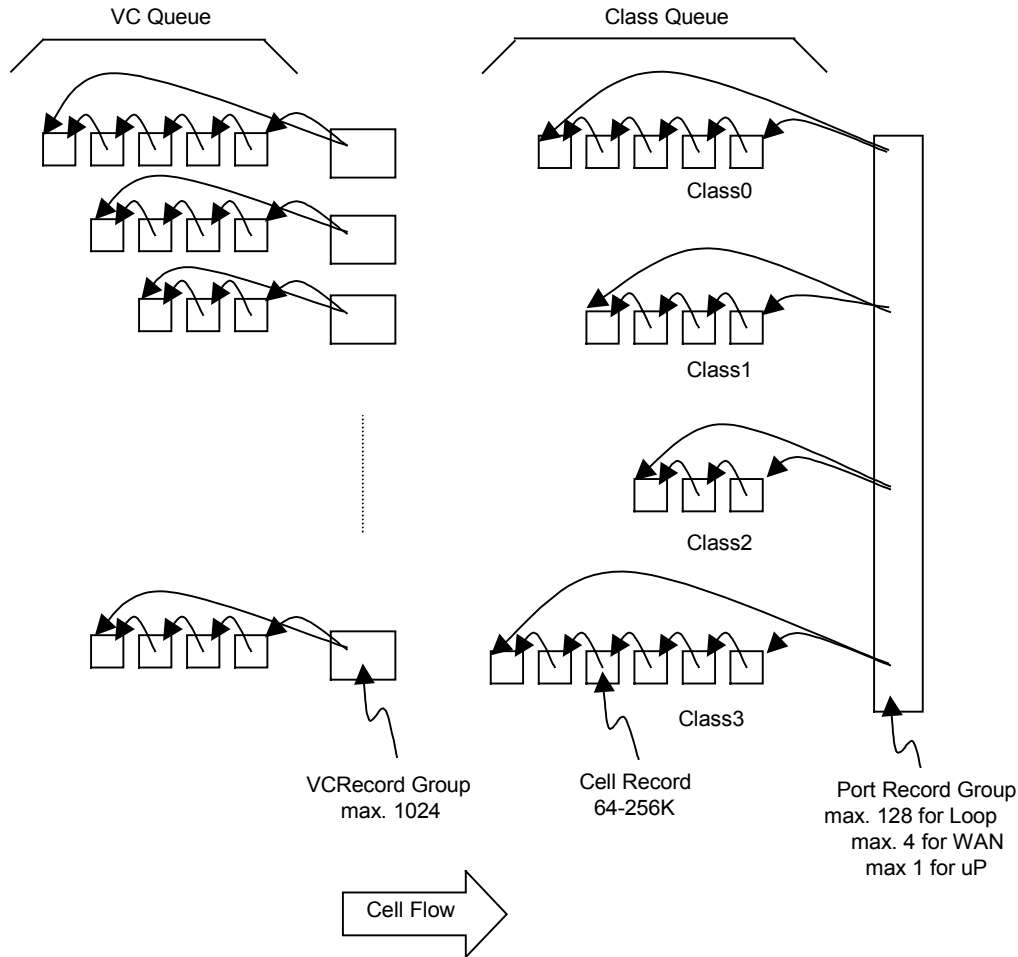 VC Queue
Class Queue
Class0
Class1
Class2
Class3
VCRecord Group
max. 1024
Cell Record
64-256K
Port Record Group
max. 128 for Loop
max. 4 for WAN
max 1 for uP
Cell Flow